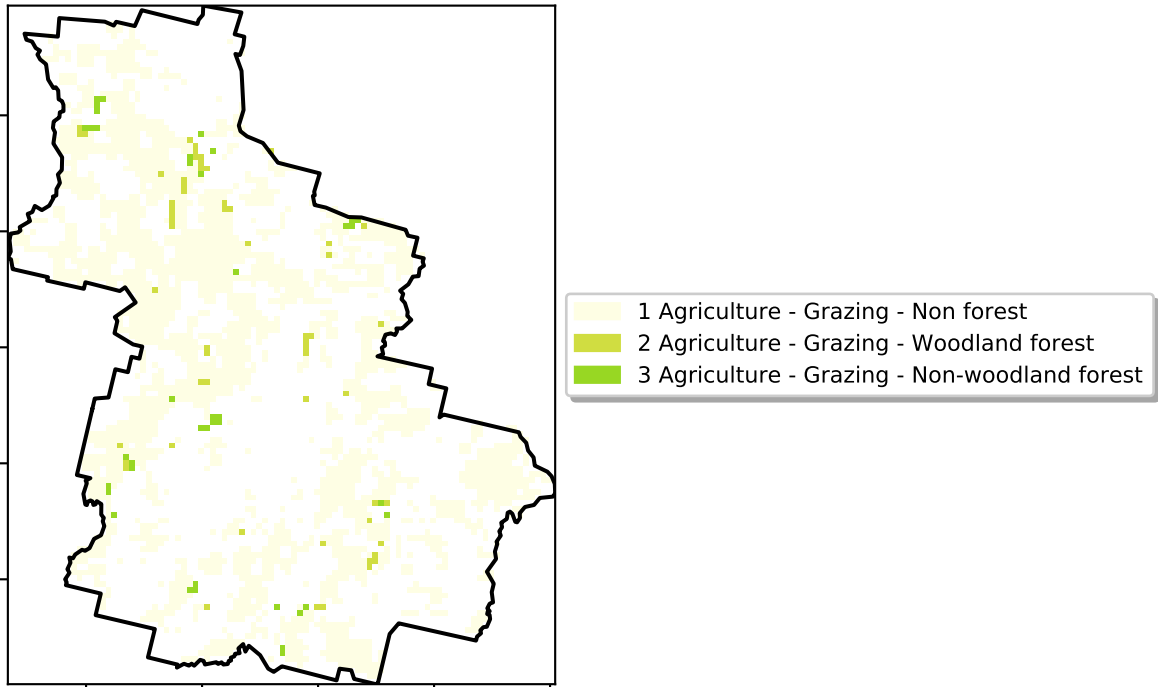 1 Agriculture - Grazing - Non forest
2 Agriculture - Grazing - Woodland forest
3 Agriculture - Grazing - Non-woodland forest